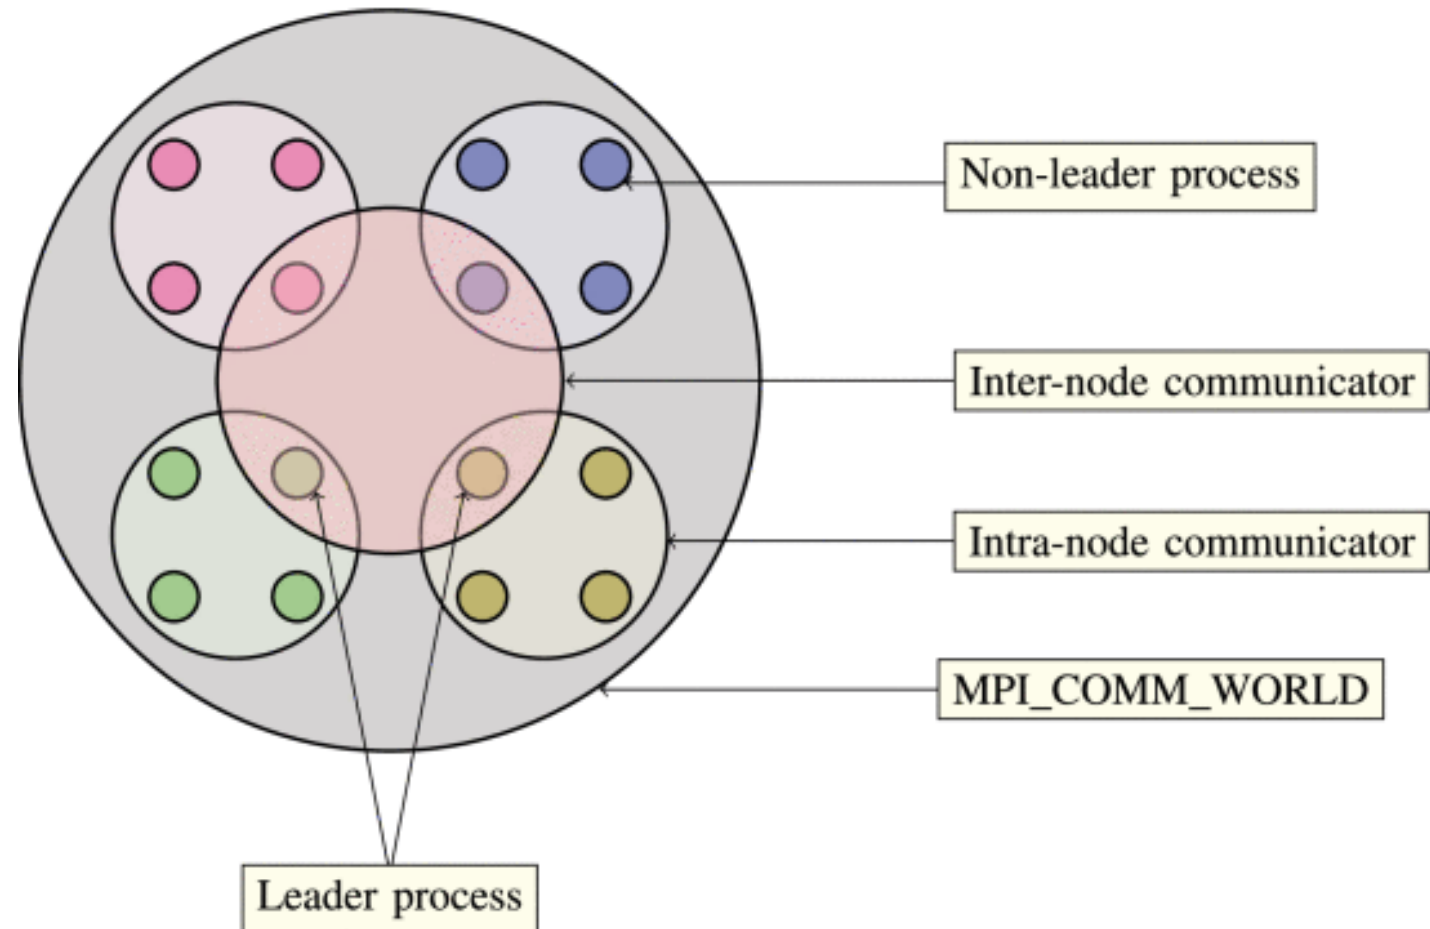 Non-leader process
Inter-node communicator
Intra-node communicator
MPI_COMM_WORLD
Leader process